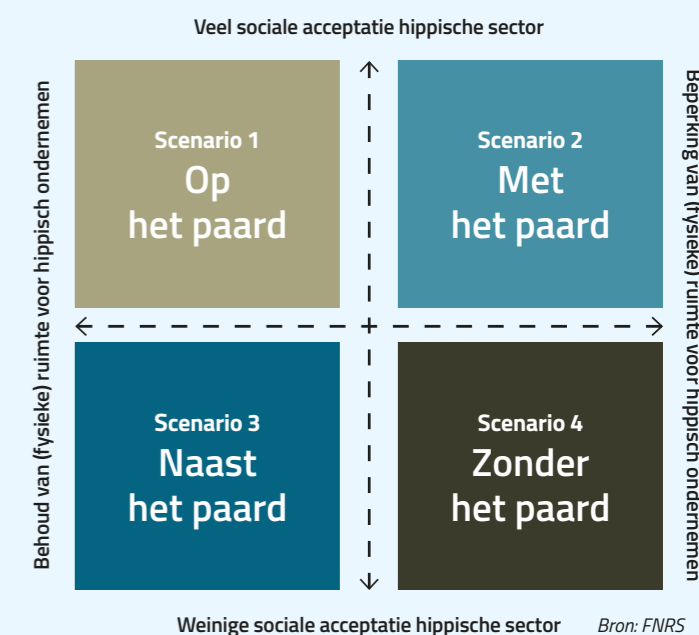 Veel sociale acceptatie hippische sector
Behoud van (fysieke) ruimte voor hippisch ondernemen
Scenario 1
Op
het paard
Scenario 2
Met
het paard
Beperking van (fysieke) ruimte voor hippisch ondernemen
Scenario 3
Naast
het paard
Scenario 4
Zonder
het paard
Weinige sociale acceptatie hippische sector
Bron: FNRS